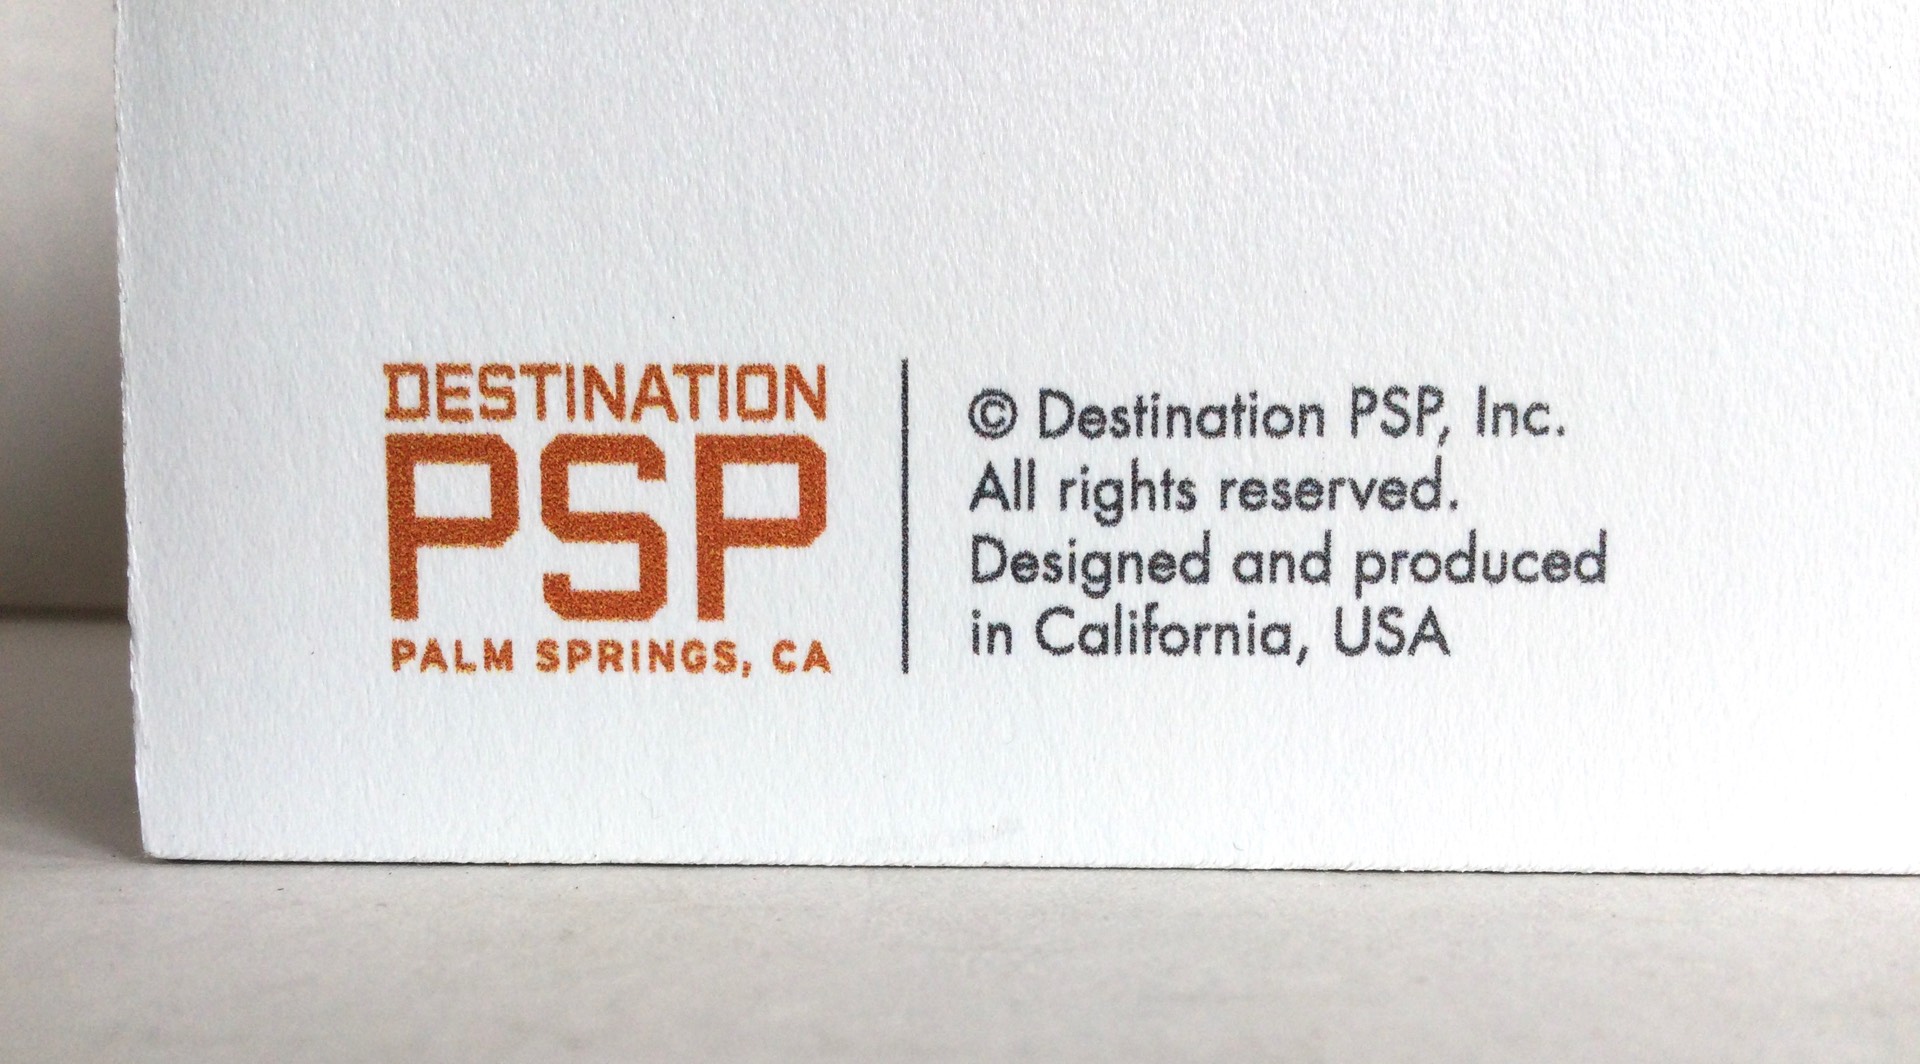 DESTINATION
PSP
PALM SPRINGS, CA
© Destination PSP, Inc.
All rights reserved.
Designed and produced
in California, USA